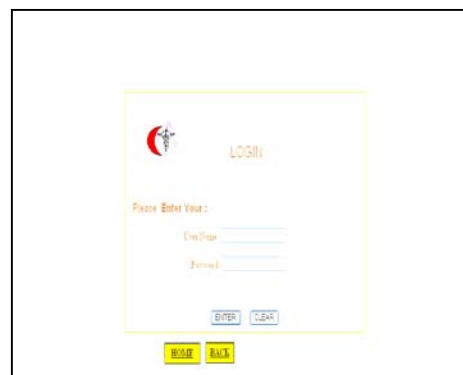 LOGIN
Please Enter Your :
User Name
Password
ENTER CLEAR
HOME BACK